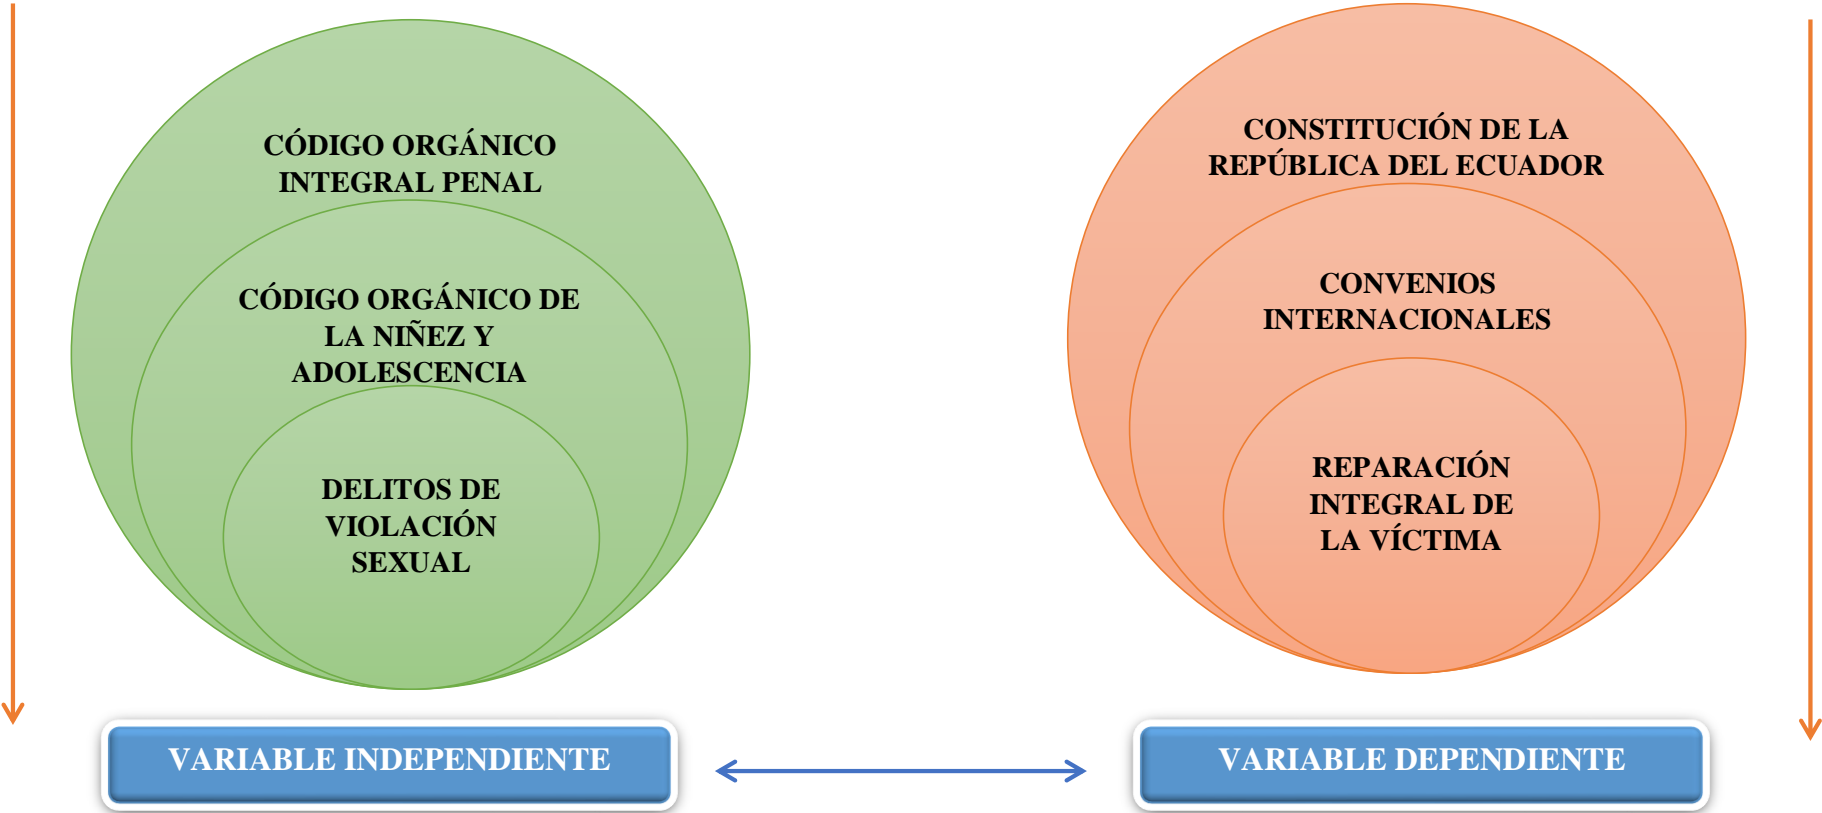 CÓDIGO ORGÁNICO
INTEGRAL PENAL
CÓDIGO ORGÁNICO DE
LA NIÑEZ Y
ADOLESCENCIA
DELITOS DE
VIOLACIÓN
SEXUAL
VARIABLE INDEPENDIENTE
CONSTITUCIÓN DE LA
REPÚBLICA DEL ECUADOR
CONVENIOS
INTERNACIONALES
REPARACIÓN
INTEGRAL DE
LA VÍCTIMA
VARIABLE DEPENDIENTE